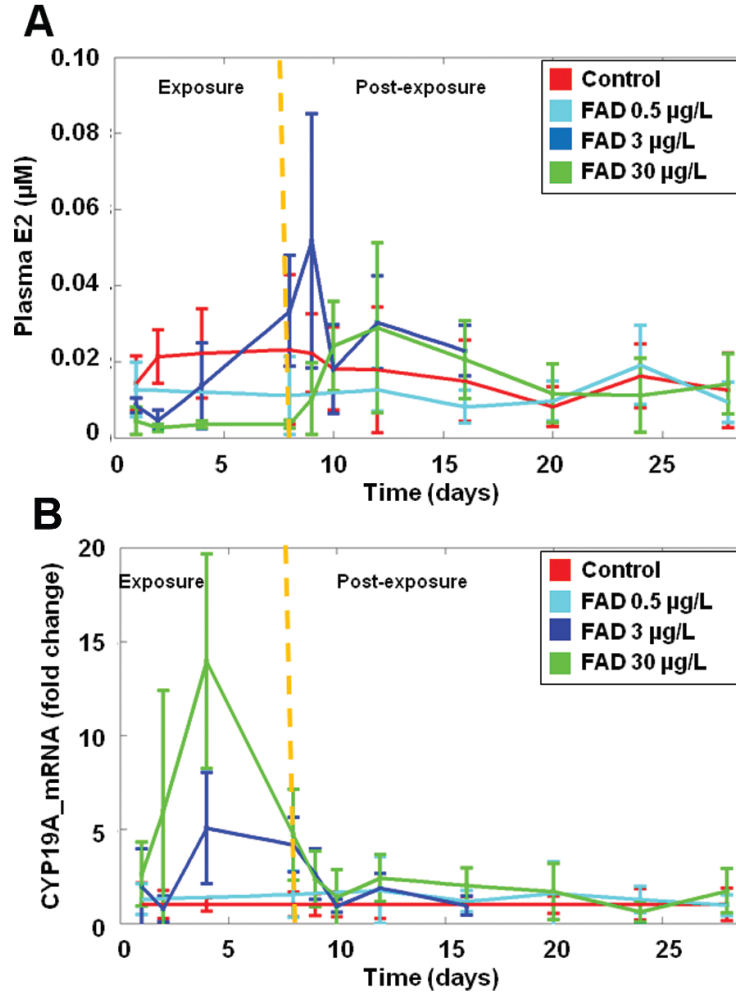 A
Plasma E2 (µM)
0.10
0.08
0.06
0.04
0.02
0
Exposure
Post-exposure
Control
FAD 0.5 µg/L
FAD 3 µg/L
FAD 30 µg/L
0 5 10 15 20 25
Time (days)
B
CYP19A_mRNA (fold change)
20
15
10
5
0
Exposure
Post-exposure
Control
FAD 0.5 µg/L
FAD 3 µg/L
FAD 30 µg/L
0 5 10 15 20 25
Time (days)